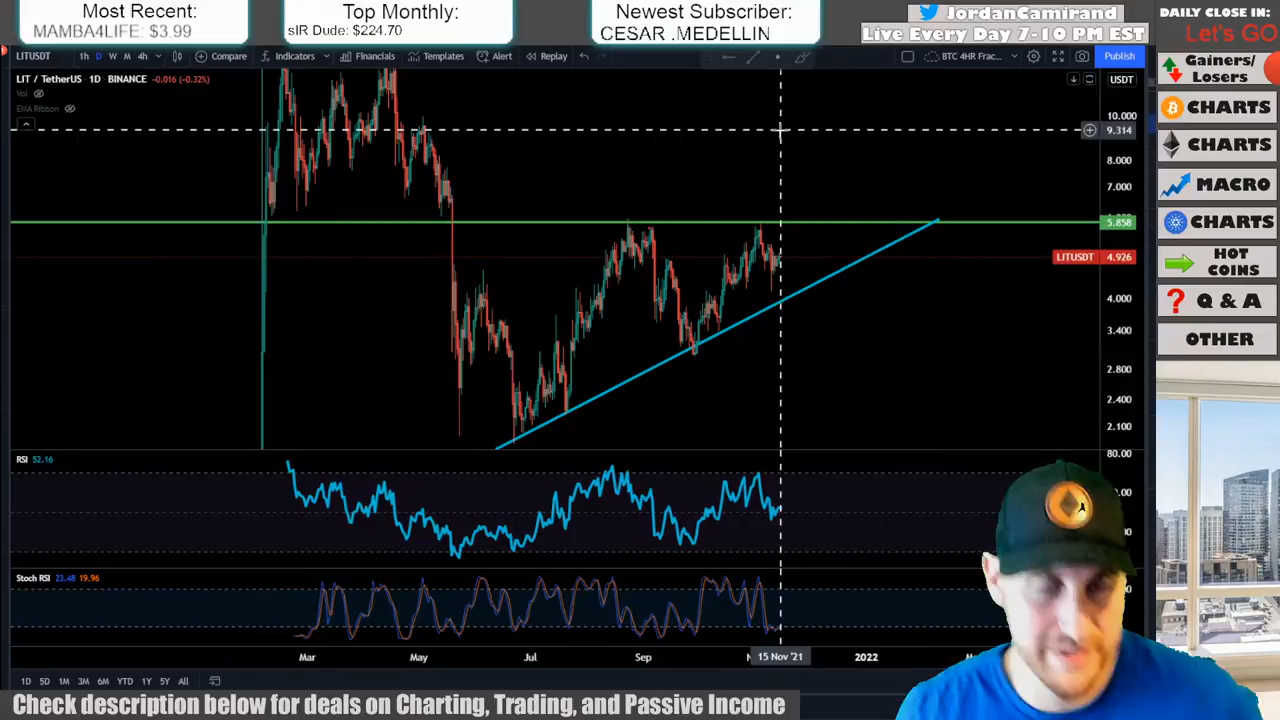 Most Recent:
MAMBA4LIFE: $3.99
Top Monthly:
sIR Dude: $224.70
Newest Subscriber:
CESAR .MEDELLIN
JordanCamirand
Live Every Day 7-10 PM EST
DAILY CLOSE IN:
Let's GO
LITUSDT
1h D W M 4h
Compare
Indicators
Financials
Templates
Alert
Replay
BTC 4HR Frac...
Publish
LIT / TetherUS 1D BINANCE -0.016 (-0.32%)
Vol
EMA Ribbon
USDT
10.000
9.314
8.000
7.000
5.858
LITUSDT 4.926
4.000
3.400
2.800
2.400
2.100
RSI 52.16
80.00
Stoch RSI 23.48 19.96
Mar
May
Jul
Sep
15 Nov '21
2022
1D 5D 1M 3M 6M YTD 1Y 5Y All
Gainers/
Losers
CHARTS
CHARTS
MACRO
CHARTS
HOT
COINS
Q & A
OTHER
Check description below for deals on Charting, Trading, and Passive Income